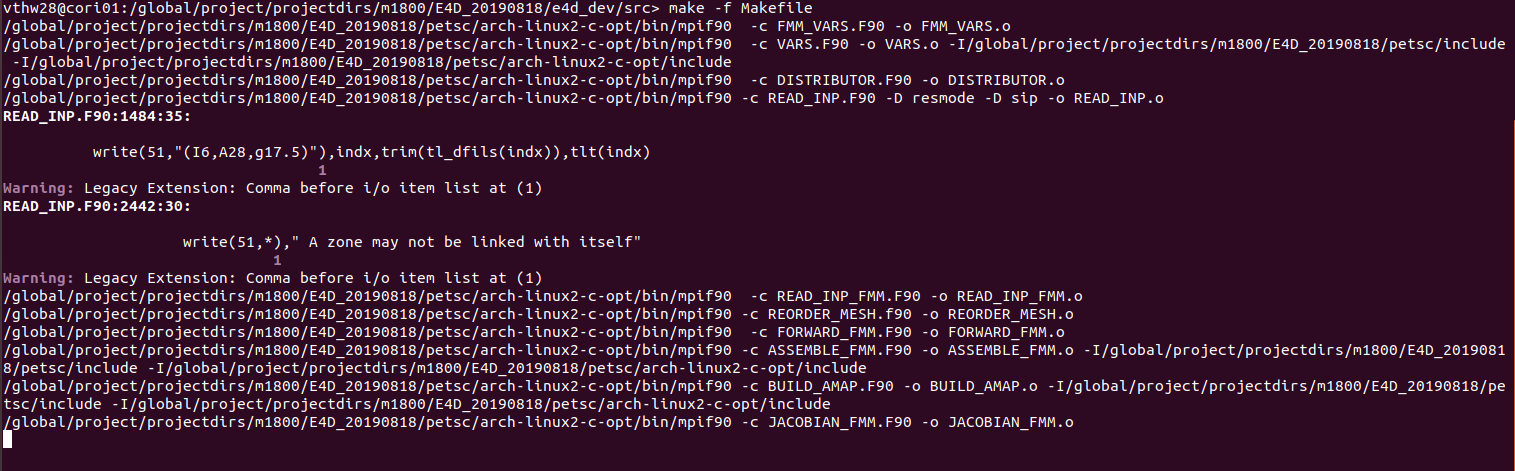 vthw28@cori01:/global/project/projectdirs/m1800/E4D_20190818/e4d_dev/src> make -f Makefile
/global/project/projectdirs/m1800/E4D_20190818/petsc/arch-linux2-c-opt/bin/mpif90  -c FMM_VARS.F90 -o FMM_VARS.o
/global/project/projectdirs/m1800/E4D_20190818/petsc/arch-linux2-c-opt/bin/mpif90  -c VARS.F90 -o VARS.o -I/global/project/projectdirs/m1800/E4D_20190818/petsc/include
 -I/global/project/projectdirs/m1800/E4D_20190818/petsc/arch-linux2-c-opt/include
/global/project/projectdirs/m1800/E4D_20190818/petsc/arch-linux2-c-opt/bin/mpif90  -c DISTRIBUTOR.F90 -o DISTRIBUTOR.o
/global/project/projectdirs/m1800/E4D_20190818/petsc/arch-linux2-c-opt/bin/mpif90 -c READ_INP.F90 -D resmode -D sip -o READ_INP.o
READ_INP.F90:1484:35:
          write(51,"(I6,A28,g17.5)"),indx,trim(tl_dfils(indx)),tlt(indx)
                                   1
Warning: Legacy Extension: Comma before i/o item list at (1)
READ_INP.F90:2442:30:
                    write(51,*)," A zone may not be linked with itself"
                              1
Warning: Legacy Extension: Comma before i/o item list at (1)
/global/project/projectdirs/m1800/E4D_20190818/petsc/arch-linux2-c-opt/bin/mpif90  -c READ_INP_FMM.F90 -o READ_INP_FMM.o
/global/project/projectdirs/m1800/E4D_20190818/petsc/arch-linux2-c-opt/bin/mpif90 -c REORDER_MESH.f90 -o REORDER_MESH.o
/global/project/projectdirs/m1800/E4D_20190818/petsc/arch-linux2-c-opt/bin/mpif90  -c FORWARD_FMM.F90 -o FORWARD_FMM.o
/global/project/projectdirs/m1800/E4D_20190818/petsc/arch-linux2-c-opt/bin/mpif90 -c ASSEMBLE_FMM.F90 -o ASSEMBLE_FMM.o -I/global/project/projectdirs/m1800/E4D_2019081
8/petsc/include -I/global/project/projectdirs/m1800/E4D_20190818/petsc/arch-linux2-c-opt/include
/global/project/projectdirs/m1800/E4D_20190818/petsc/arch-linux2-c-opt/bin/mpif90 -c BUILD_AMAP.F90 -o BUILD_AMAP.o -I/global/project/projectdirs/m1800/E4D_20190818/pe
tsc/include -I/global/project/projectdirs/m1800/E4D_20190818/petsc/arch-linux2-c-opt/include
/global/project/projectdirs/m1800/E4D_20190818/petsc/arch-linux2-c-opt/bin/mpif90 -c JACOBIAN_FMM.F90 -o JACOBIAN_FMM.o